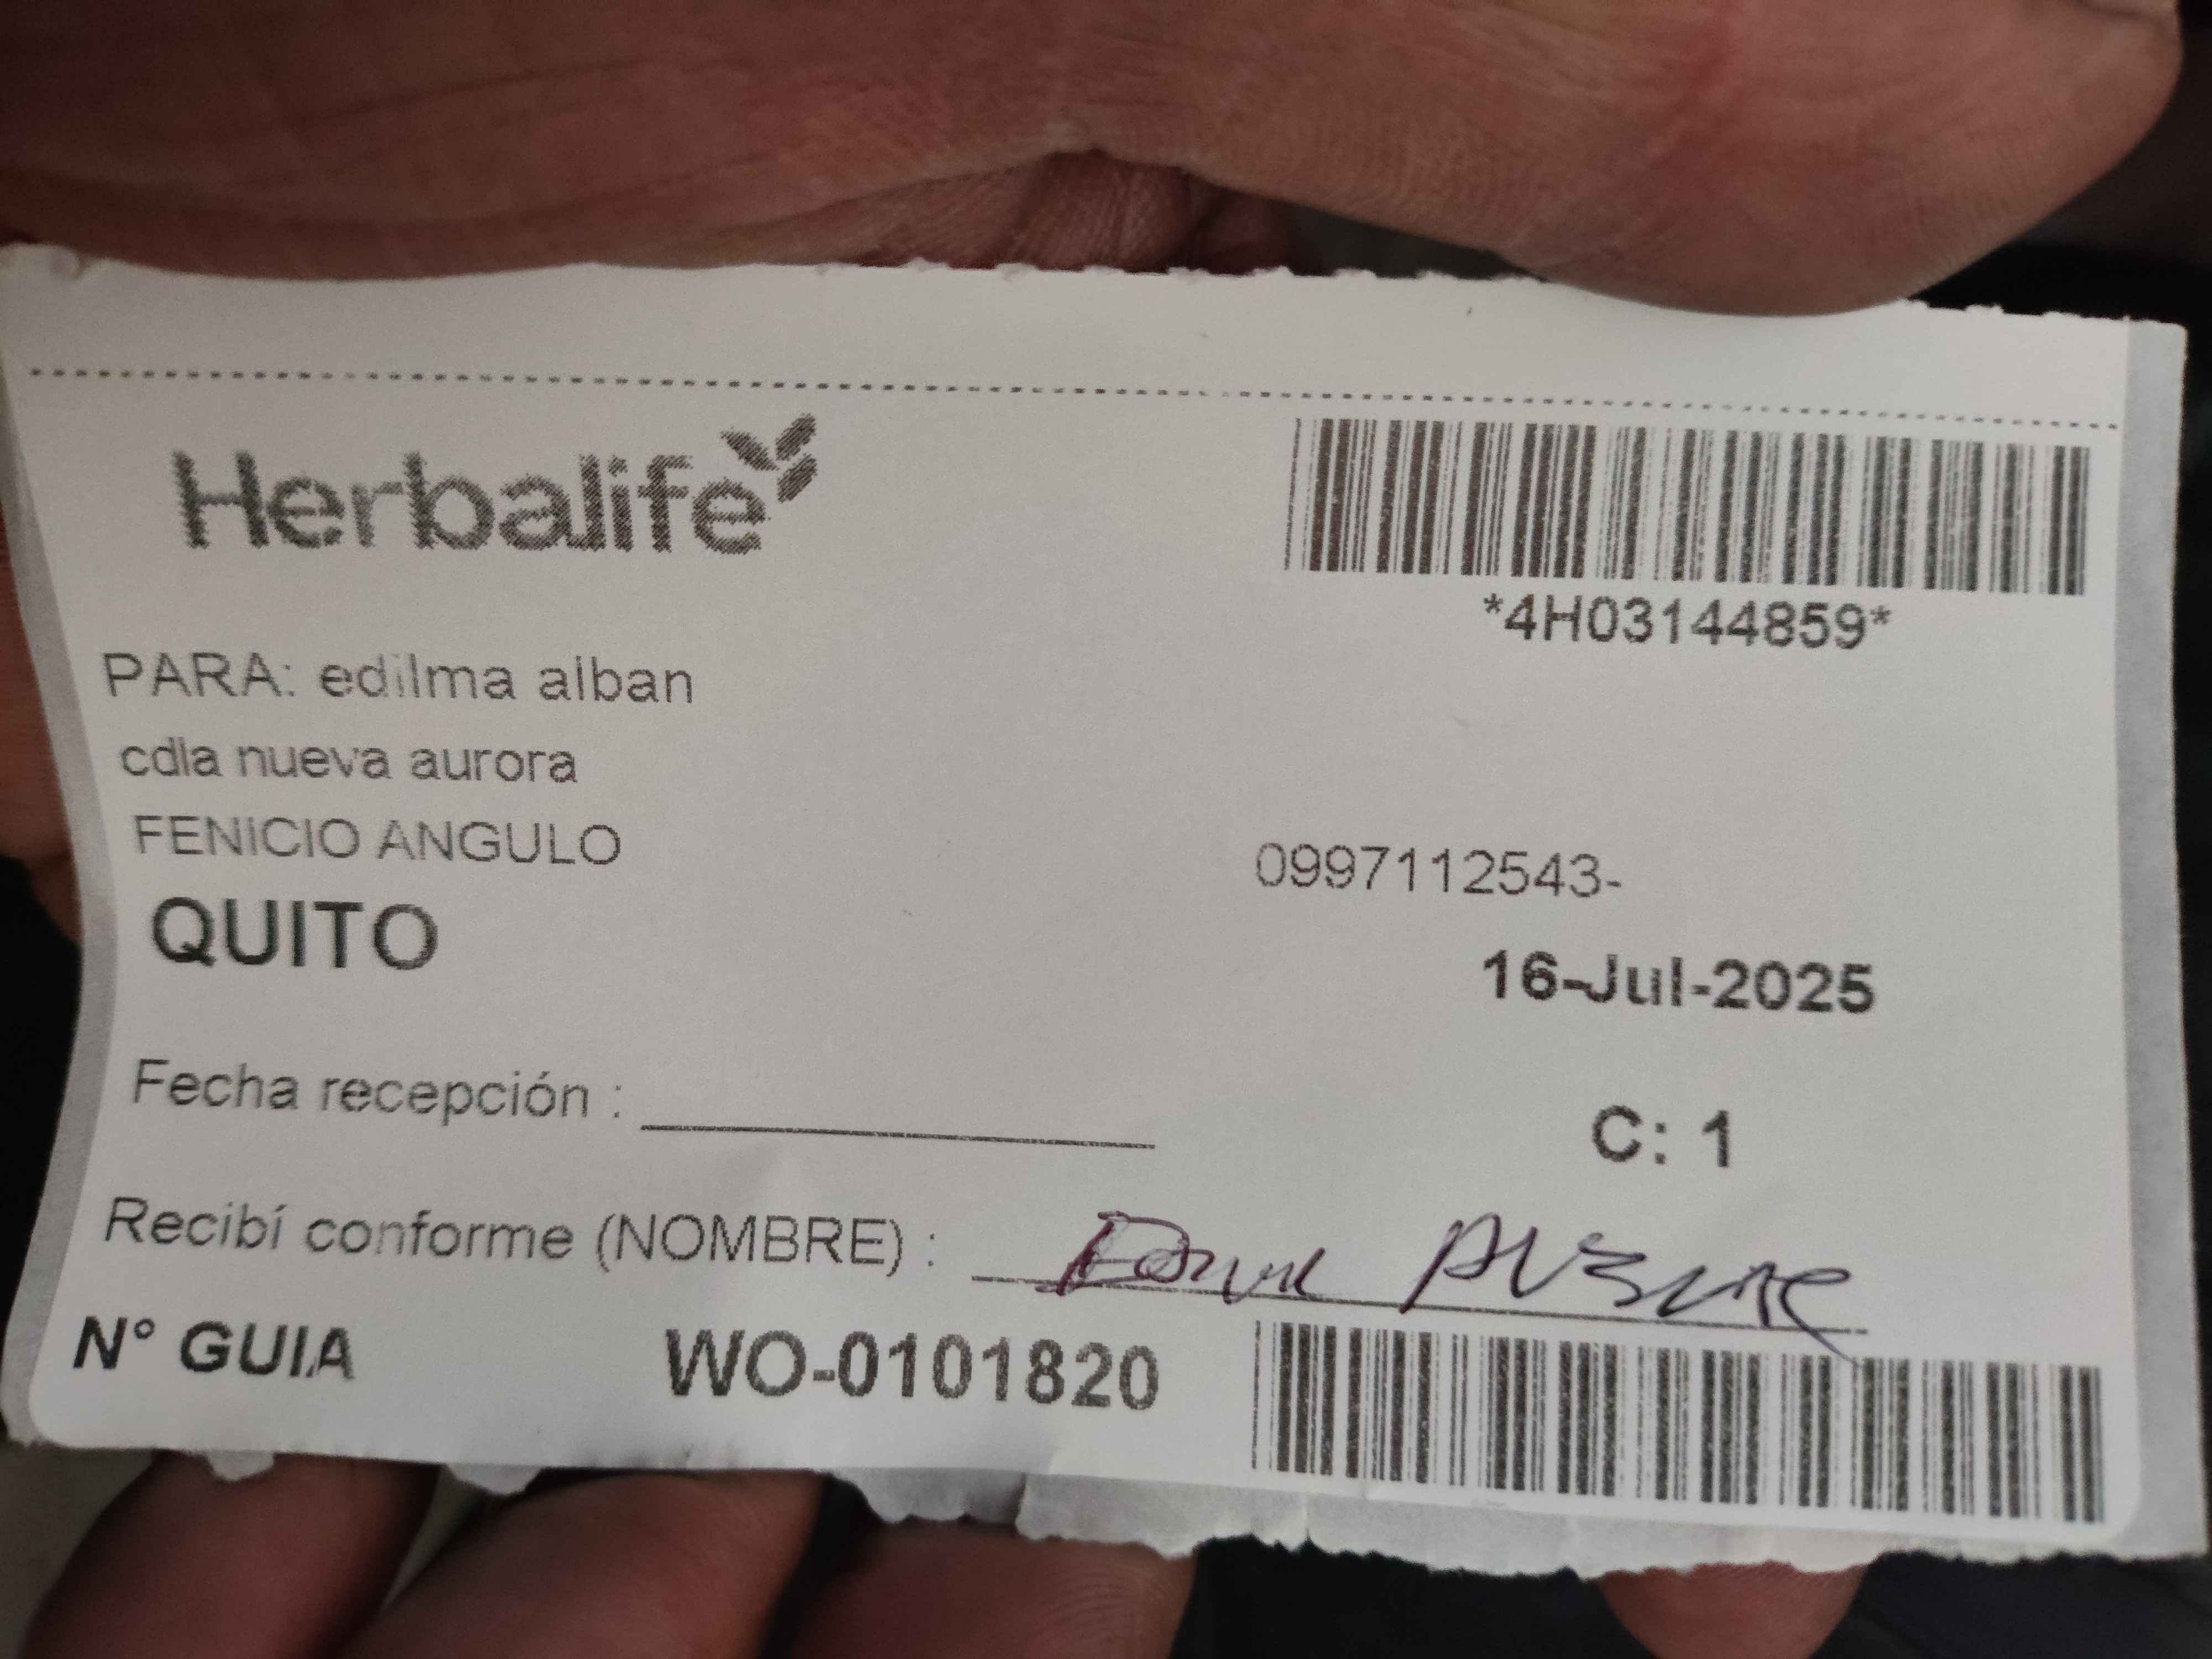 Herbalife
*4H03144859*
PARA: edilma alban
cdla nueva aurora
FENICIO ANGULO
0997112543-
QUITO
16-Jul-2025
Fecha recepción :
C: 1
Recibí conforme (NOMBRE) :
N° GUIA WO-0101820